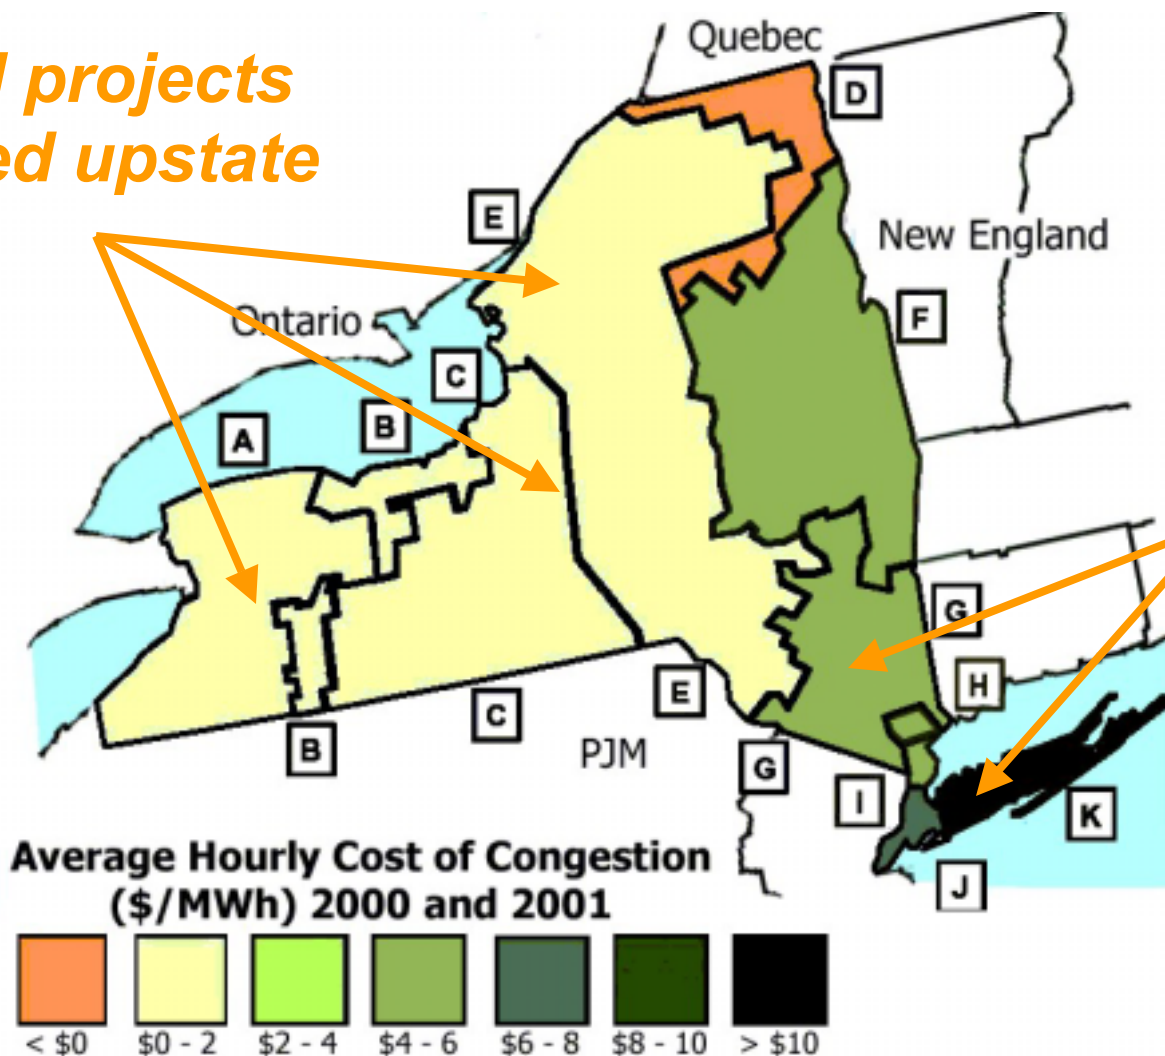 projects
upstate
Quebec
D
E
New England
Ontario
F
C
A
B
G
H
E
C
B
PJM
G
I
K
J
Average Hourly Cost of Congestion
($/MWh) 2000 and 2001
< $0 $0 - 2 $2 - 4 $4 - 6 $6 - 8 $8 - 10 > $10